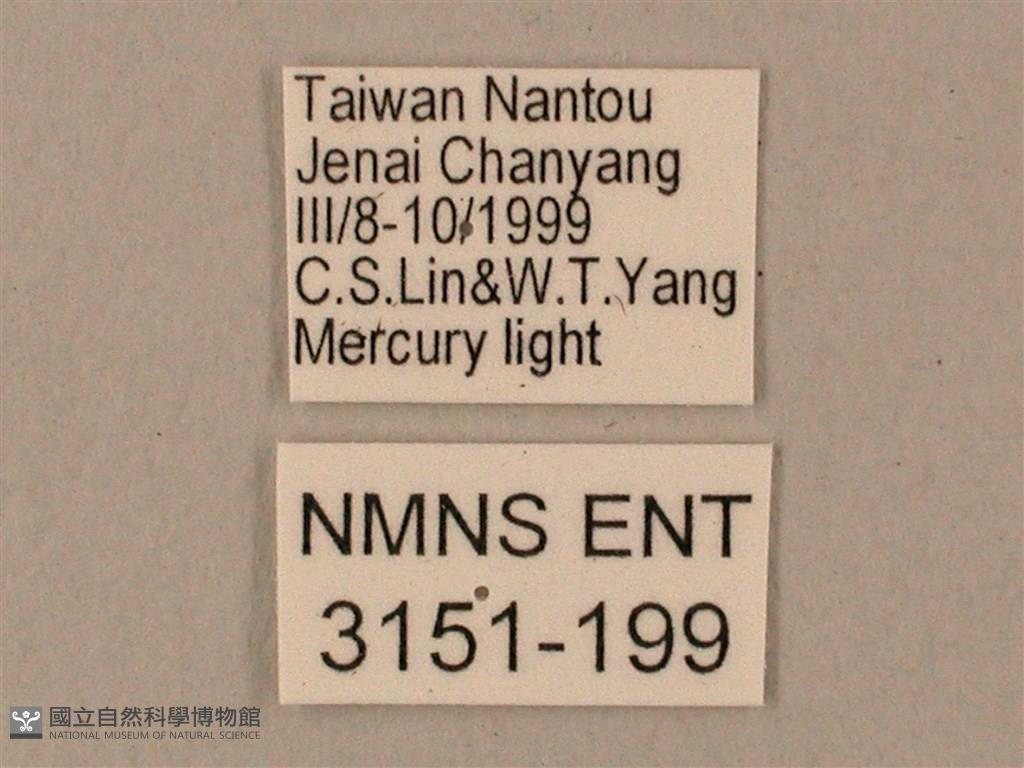 Taiwan Nantou
Jenai Chanyang
III/8-10/1999
C.S.Lin&W.T.Yang
Mercury light
NMNS ENT
3151-199
國立自然科學博物館
NATIONAL MUSEUM OF NATURAL SCIENCE